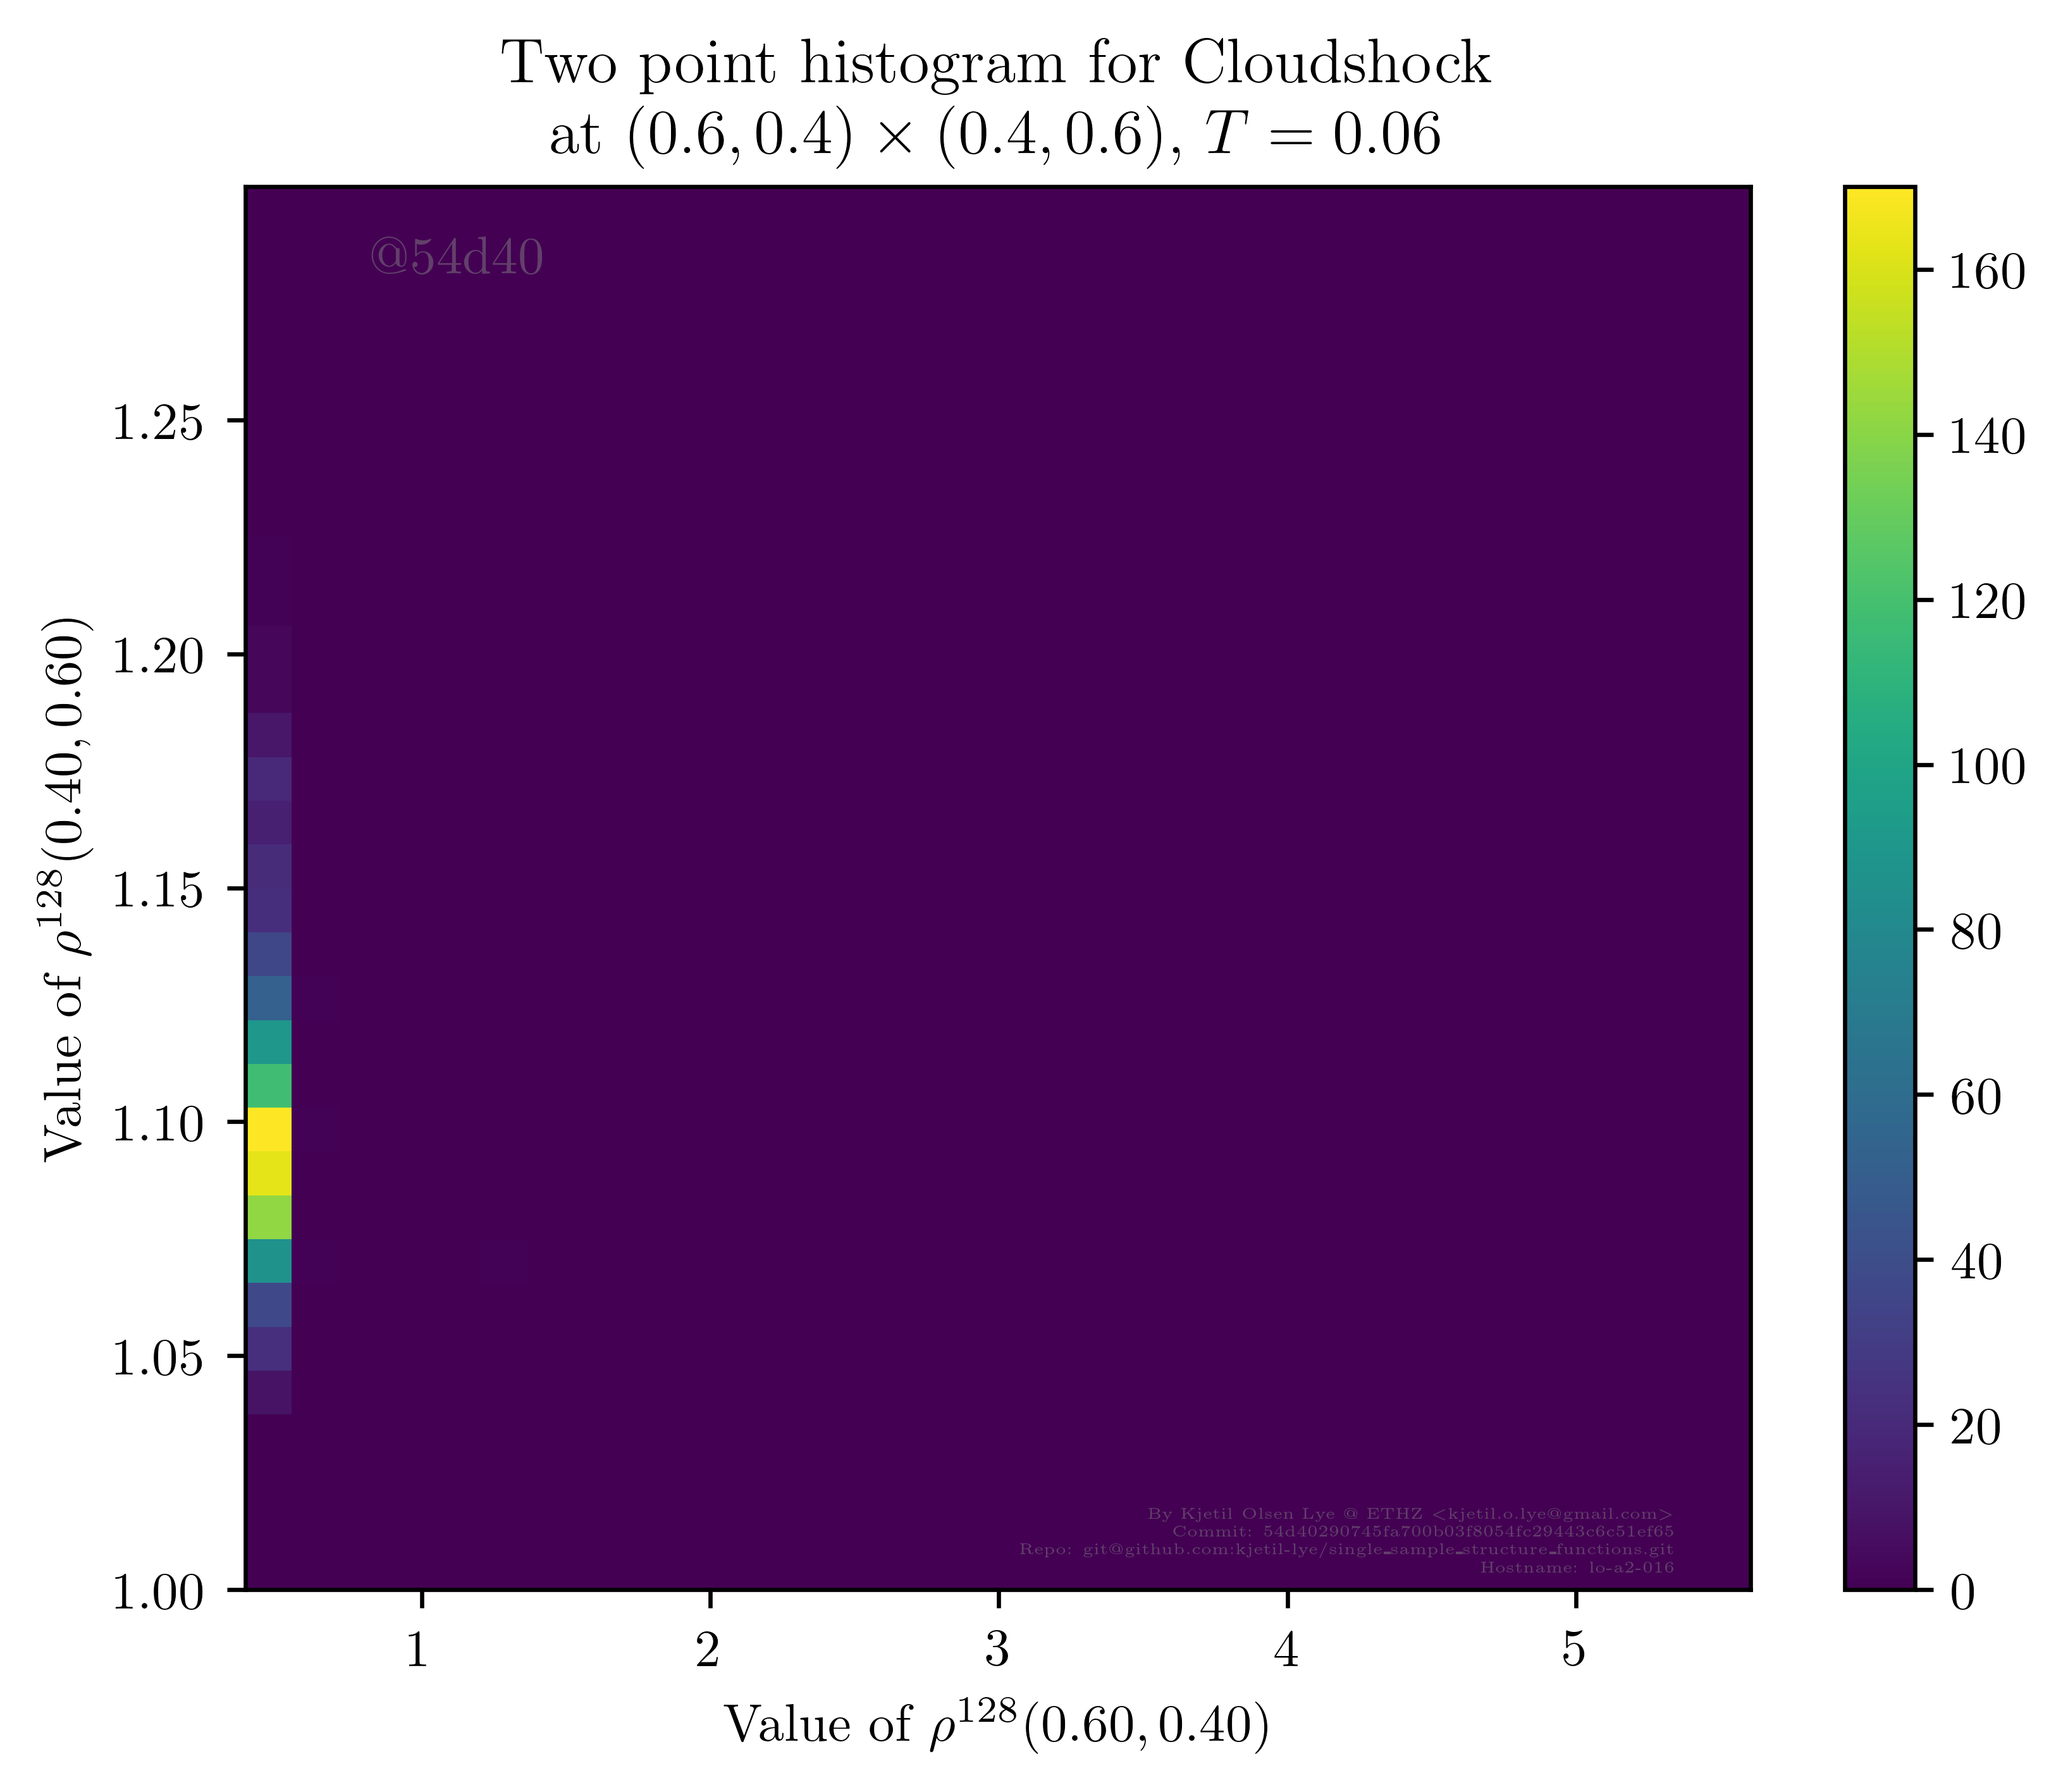 Two point histogram for Cloudshock
at (0.6, 0.4) × (0.4, 0.6), T = 0.06
@54d40
1.25
1.20
1.15
1.10
1.05
1.00
Value of ρ¹²⁸(0.40, 0.60)
160
140
120
100
80
60
40
20
0
By Kjetil Olsen Lye @ ETHZ <kjetil.o.lye@gmail.com>
Commit: 54d40290745fa700b03f8054fc29443c6c51ef65
Repo: git@github.com:kjetil-lye/single_sample_structure_functions.git
Hostname: lo-a2-016
1 2 3 4 5
Value of ρ¹²⁸(0.60, 0.40)